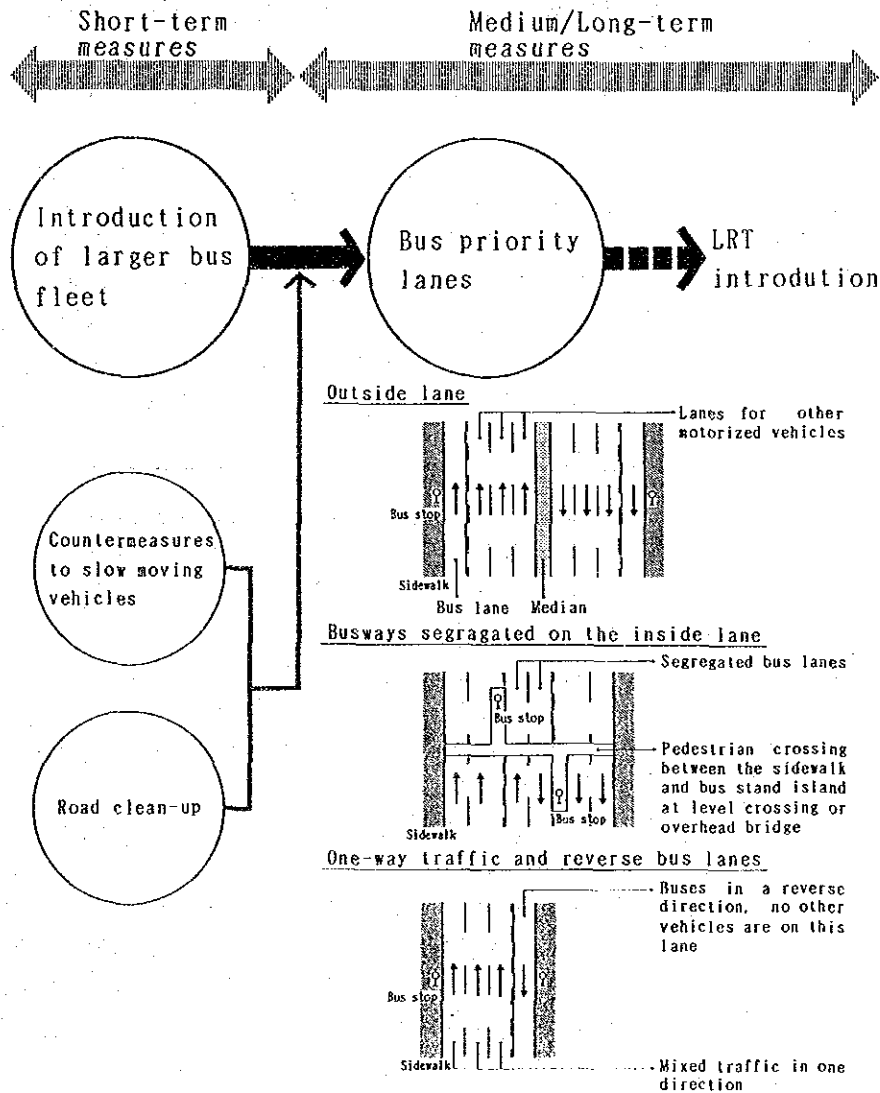 Short-term
measures
Medium/Long-term
measures
Introduction
of larger bus
fleet
Bus priority
lanes
LRT
introdution
Countermeasures
to slow moving
vehicles
Road clean-up
Outside lane
Lanes for other
motorized vehicles
Bus stop
Sidewalk
Bus lane
Median
Busways segragated on the inside lane
Segregated bus lanes
Bus stop
Pedestrian crossing
between the sidewalk
and bus stand island
at level crossing or
overhead bridge
Bus stop
Sidewalk
One-way traffic and reverse bus lanes
Buses in a reverse
direction, no other
vehicles are on this
lane
Bus stop
Sidewalk
Mixed traffic in one
direction